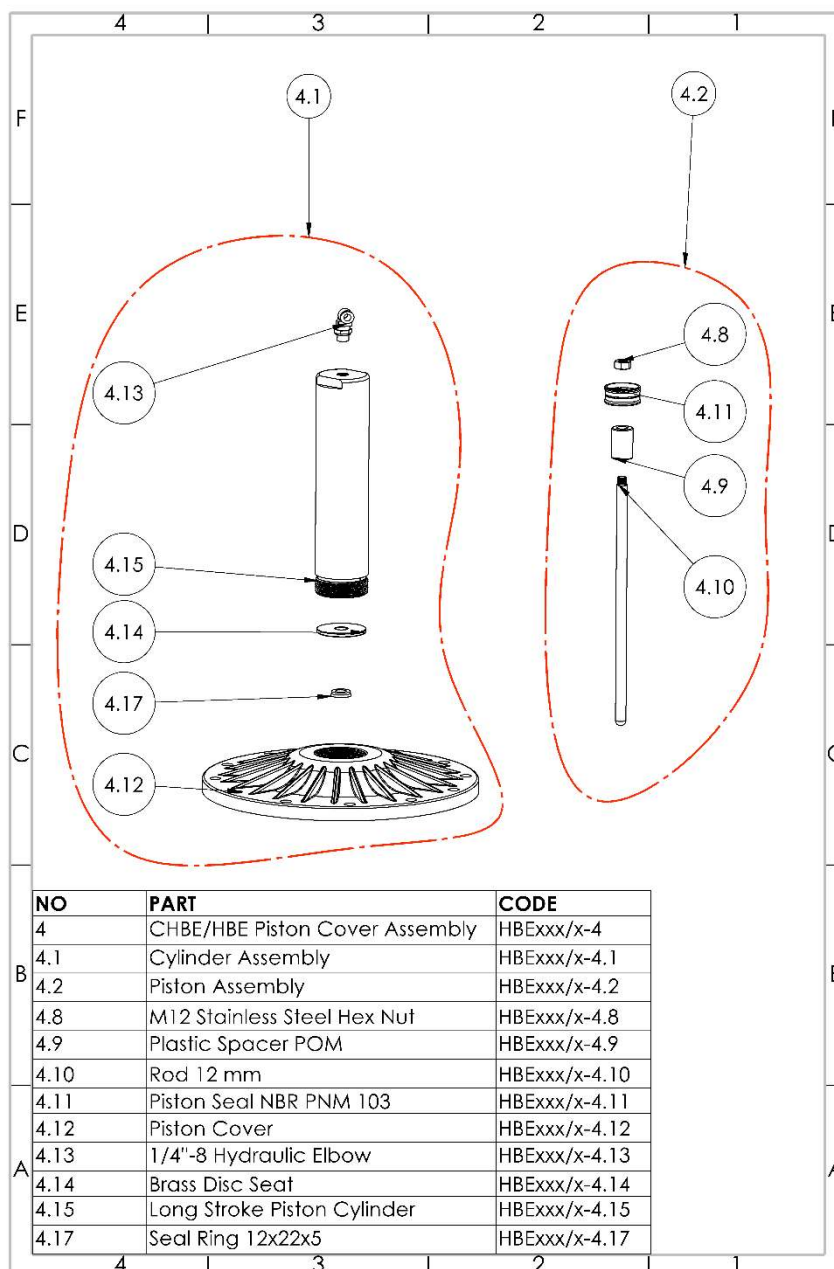 4 3 2 1
F
4.1
4.2
E
4.13
4.8
4.11
4.9
D
4.15
4.10
4.14
4.17
C
4.12
NO PART CODE
4 CHBE/HBE Piston Cover Assembly HBExxx/x-4
4.1 Cylinder Assembly HBExxx/x-4.1
B
4.2 Piston Assembly HBExxx/x-4.2
4.8 M12 Stainless Steel Hex Nut HBExxx/x-4.8
4.9 Plastic Spacer POM HBExxx/x-4.9
4.10 Rod 12 mm HBExxx/x-4.10
4.11 Piston Seal NBR PNM 103 HBExxx/x-4.11
4.12 Piston Cover HBExxx/x-4.12
A
4.13 1/4"-8 Hydraulic Elbow HBExxx/x-4.13
4.14 Brass Disc Seat HBExxx/x-4.14
4.15 Long Stroke Piston Cylinder HBExxx/x-4.15
4.17 Seal Ring 12x22x5 HBExxx/x-4.17
4 3 2 1